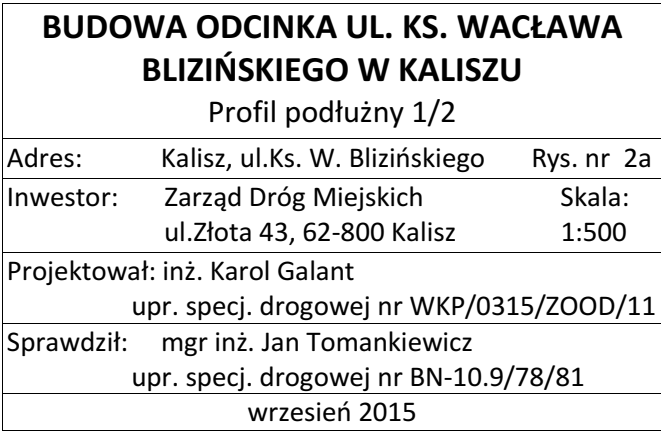 BUDOWA ODCINKA UL. KS. WACŁAWA
BLIZIŃSKIEGO W KALISZU
Profil podłużny 1/2
Adres: Kalisz, ul.Ks. W. Blizińskiego Rys. nr 2a
Inwestor: Zarząd Dróg Miejskich Skala:
ul.Złota 43, 62-800 Kalisz 1:500
Projektował: inż. Karol Galant
upr. specj. drogowej nr WKP/0315/ZOOD/11
Sprawdził: mgr inż. Jan Tomankiewicz
upr. specj. drogowej nr BN-10.9/78/81
wrzesień 2015